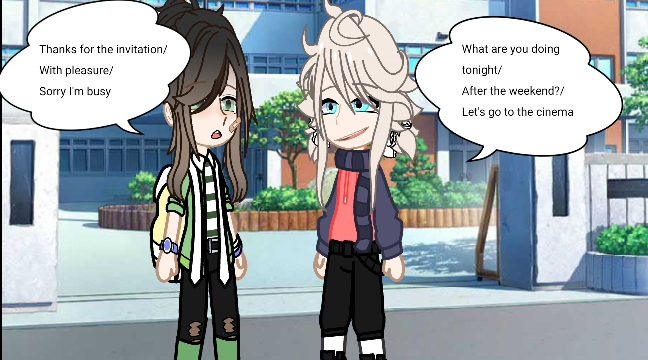 Thanks for the invitation/
With pleasure/
Sorry I'm busy
What are you doing
tonight/
After the weekend?/
Let's go to the cinema